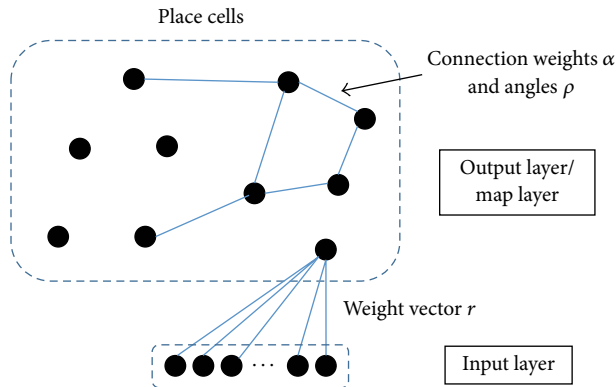 Place cells
Connection weights α
and angles ρ
Output layer/
map layer
Weight vector r
···
Input layer